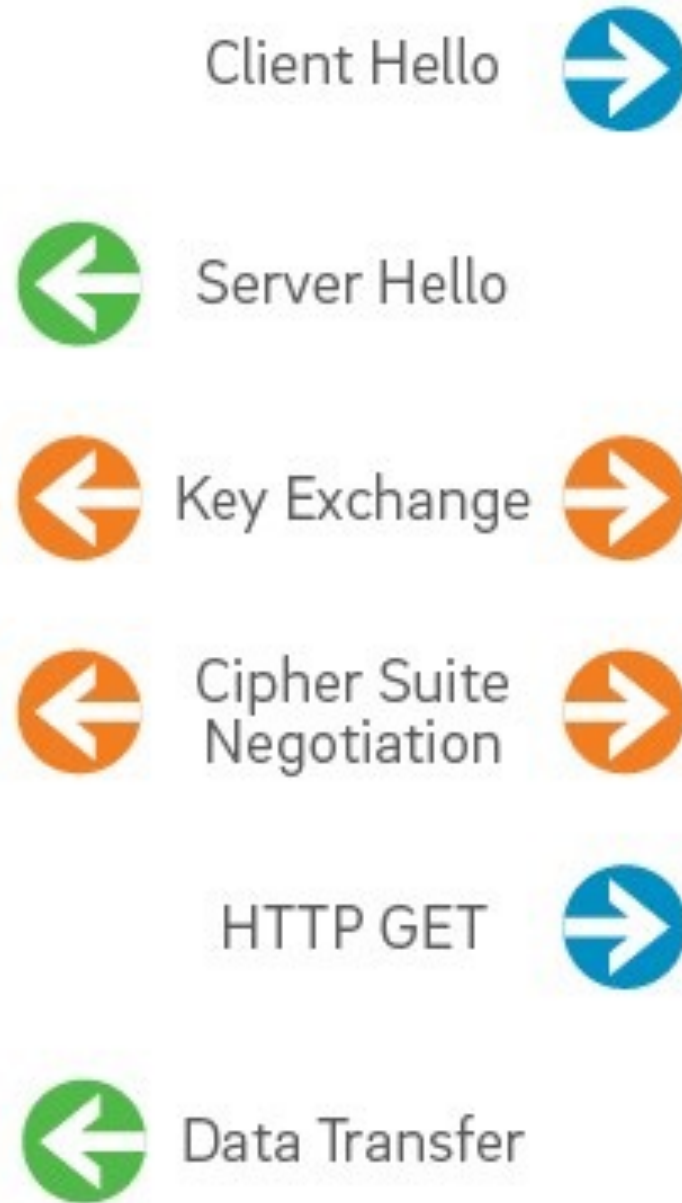 Client Hello
Server Hello
Key Exchange
Cipher Suite
Negotiation
HTTP GET
Data Transfer